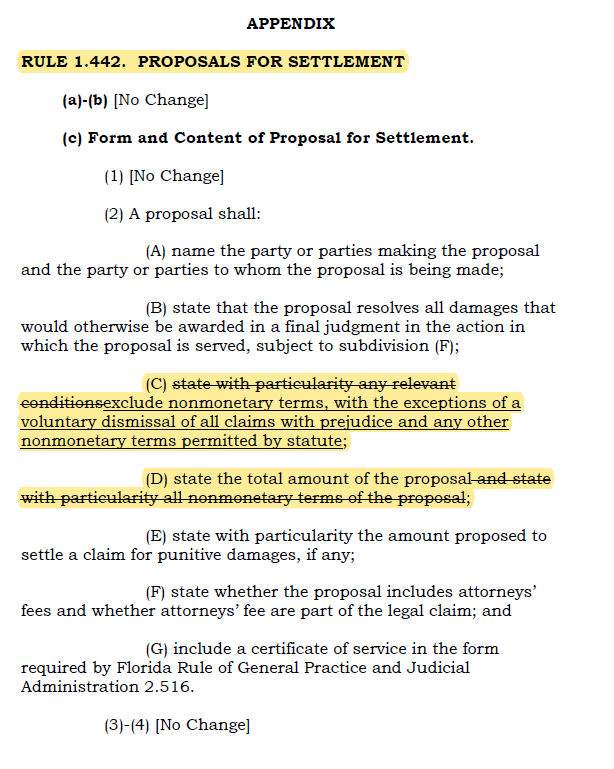 APPENDIX
RULE 1.442. PROPOSALS FOR SETTLEMENT
(a)-(b) [No Change]
(c) Form and Content of Proposal for Settlement.
(1) [No Change]
(2) A proposal shall:
(A) name the party or parties making the proposal
and the party or parties to whom the proposal is being made;
(B) state that the proposal resolves all damages that
would otherwise be awarded in a final judgment in the action in
which the proposal is served, subject to subdivision (F);
(C) state with particularity any relevant
conditionsexclude nonmonetary terms, with the exceptions of a
voluntary dismissal of all claims with prejudice and any other
nonmonetary terms permitted by statute;
(D) state the total amount of the proposal and state
with particularity all nonmonetary terms of the proposal;
(E) state with particularity the amount proposed to
settle a claim for punitive damages, if any;
(F) state whether the proposal includes attorneys’
fees and whether attorneys’ fee are part of the legal claim; and
(G) include a certificate of service in the form
required by Florida Rule of General Practice and Judicial
Administration 2.516.
(3)-(4) [No Change]